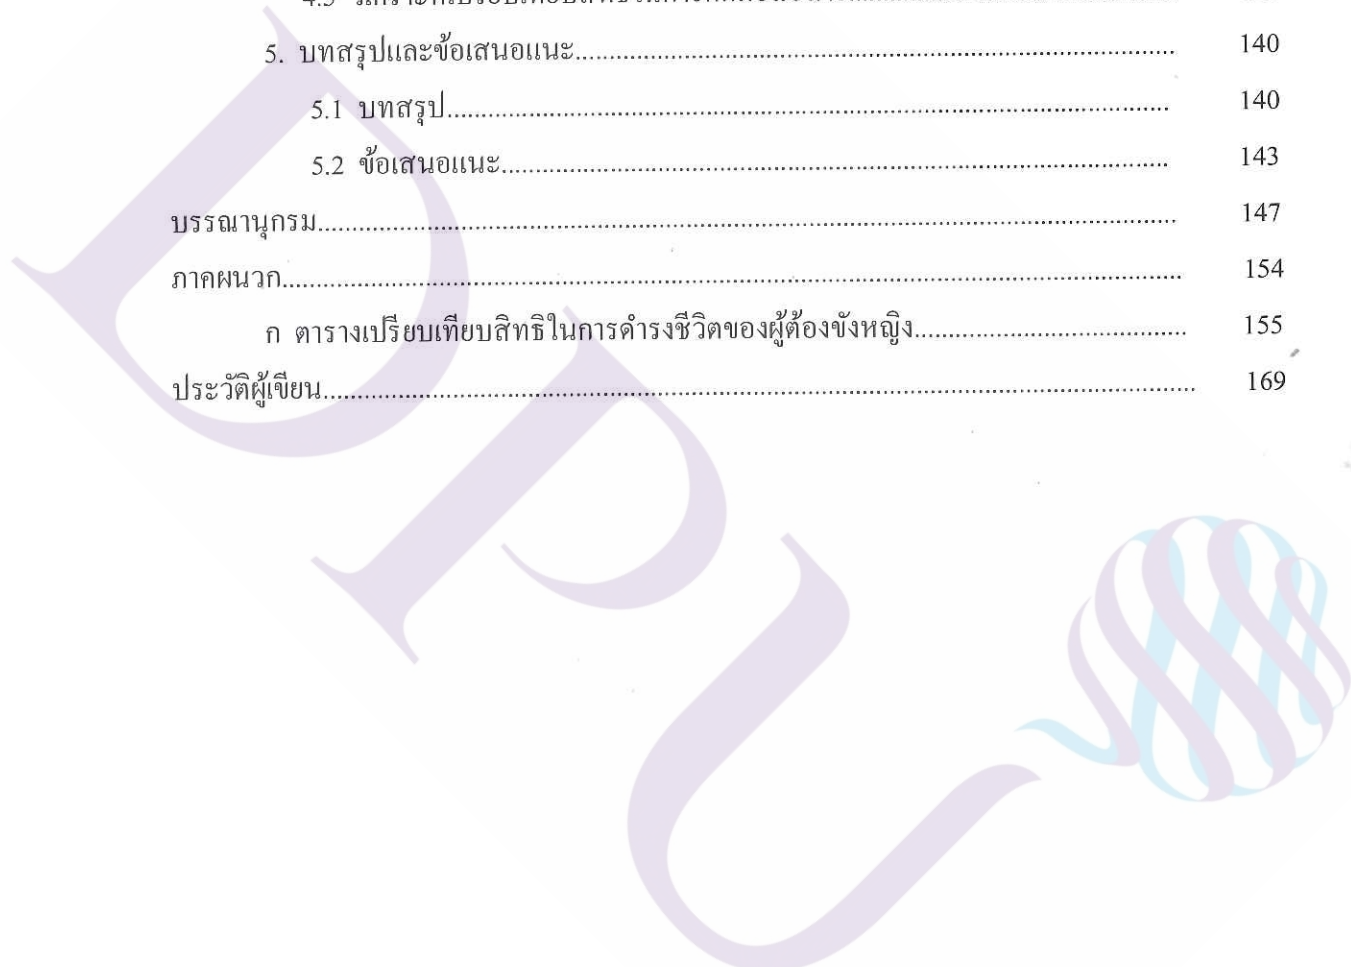 5. บทสรุปและข้อเสนอแนะ 140
5.1 บทสรุป 140
5.2 ข้อเสนอแนะ 143
บรรณานุกรม 147
ภาคผนวก 154
ก ตารางเปรียบเทียบสิทธิในการดำรงชีวิตของผู้ต้องขังหญิง 155
ประวัติผู้เขียน 169
DPU